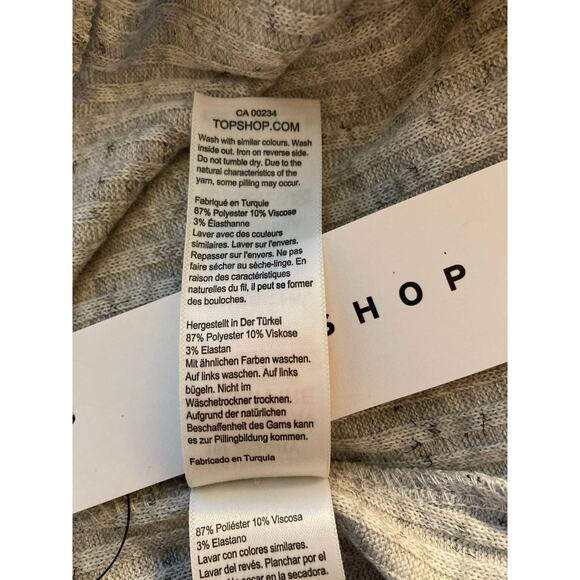 CA 00234
TOPSHOP.COM
Wash with similar colours. Wash
inside out. Iron on reverse side.
Do not tumble dry. Due to the
natural characteristics of the
yarn, some pilling may occur.
Fabriqué en Turquie
87% Polyester 10% Viscose
3% Élasthanne
Laver avec des couleurs
similaires. Laver sur l'envers.
Repasser sur l'envers. Ne pas
faire sécher au sèche-linge. En
raison des caractéristiques
naturelles du fil, il peut se former
des bouloches.
Hergestellt in Der Türkei
87% Polyester 10% Viskose
3% Elastan
Mit ähnlichen Farben waschen.
Auf links waschen. Auf links
bügeln. Nicht im
Wäschetrockner trocknen.
Aufgrund der natürlichen
Beschaffenheit des Garns kann
es zur Pillingbildung kommen.
Fabricado en Turquía
87% Poliéster 10% Viscosa
3% Elastano
Lavar con colores similares.
Lavar del revés. Planchar por el
secar en la secadora.
SHOP